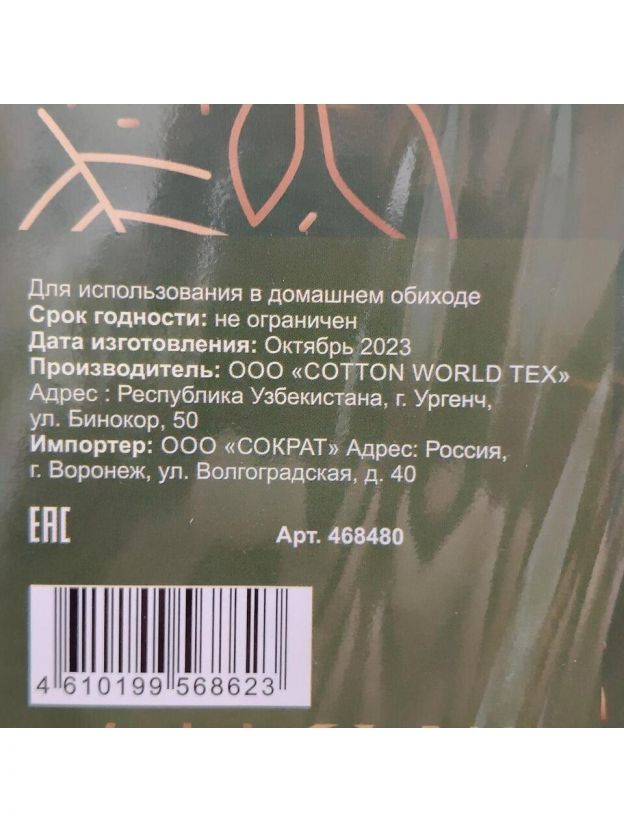 Для использования в домашнем обиходе
Срок годности: не ограничен
Дата изготовления: Октябрь 2023
Производитель: ООО «COTTON WORLD TEX»
Адрес : Республика Узбекистана, г. Ургенч,
ул. Бинокор, 50
Импортер: ООО «СОКРАТ» Адрес: Россия,
г. Воронеж, ул. Волгоградская, д. 40
ЕАС Арт. 468480
4 610199 568623